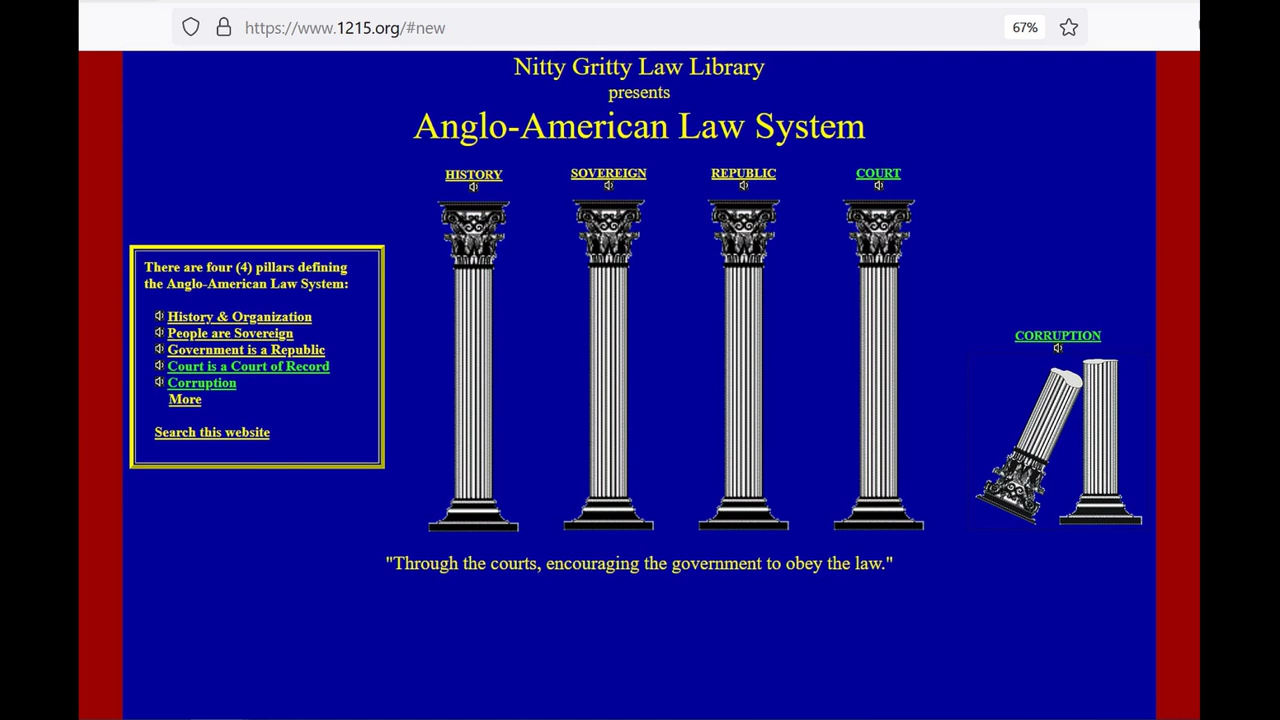 https://www.1215.org/#new
67%
Nitty Gritty Law Library
presents
Anglo-American Law System
HISTORY
SOVEREIGN
REPUBLIC
COURT
There are four (4) pillars defining
the Anglo-American Law System:
History & Organization
People are Sovereign
Government is a Republic
Court is a Court of Record
Corruption
More
Search this website
CORRUPTION
"Through the courts, encouraging the government to obey the law."